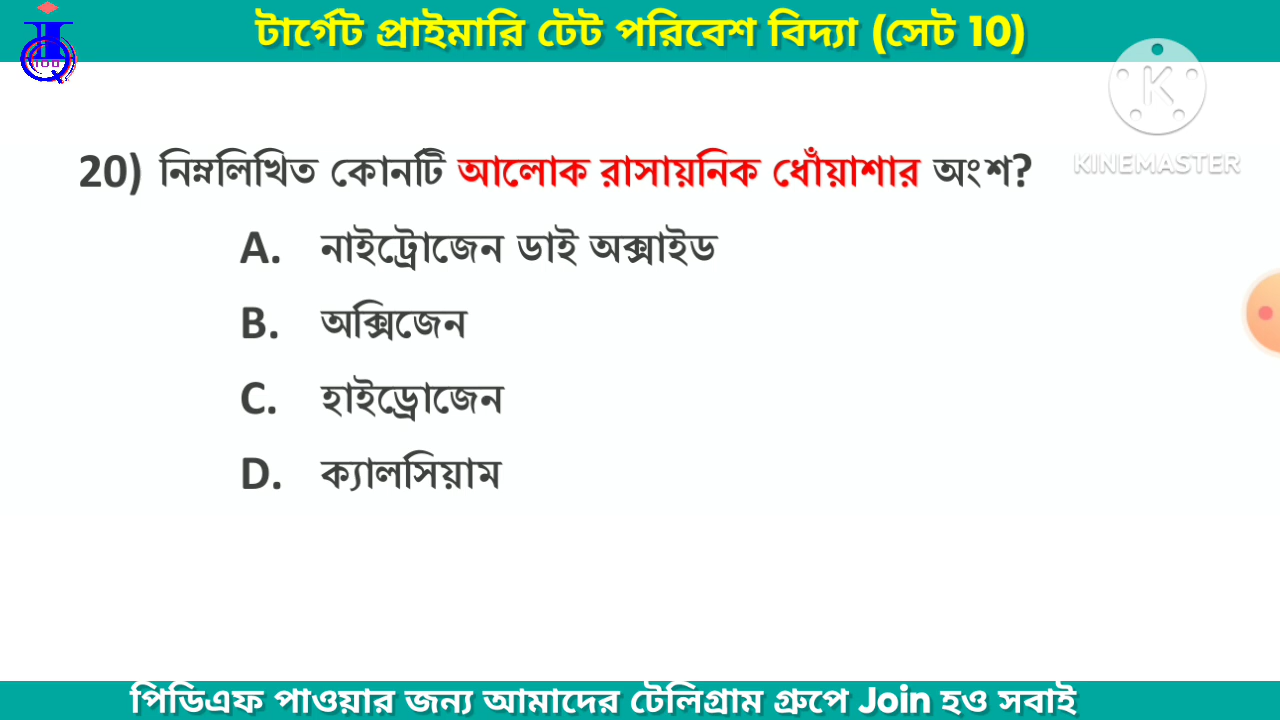 টার্গেট প্রাইমারি টেট পরিবেশ বিদ্যা (সেট 10)
20) নিম্নলিখিত কোনটি আলোক রাসায়নিক ধোঁয়াশার অংশ?
A. নাইট্রোজেন ডাই অক্সাইড
B. অক্সিজেন
C. হাইড্রোজেন
D. ক্যালসিয়াম
KINEMASTER
পিডিএফ পাওয়ার জন্য আমাদের টেলিগ্রাম গ্রুপে Join হও সবাই